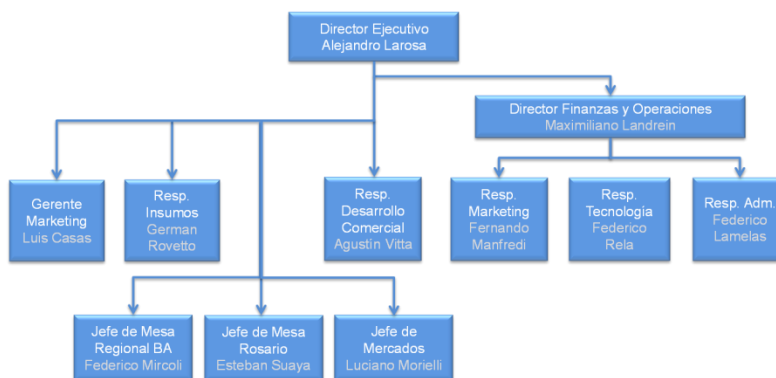 Director Ejecutivo
Alejandro Larosa
Director Finanzas y Operaciones
Maximiliano Landrein
Gerente
Marketing
Luis Casas
Resp.
Insumos
German
Rovetto
Resp.
Desarrollo
Comercial
Agustín Vitta
Resp.
Marketing
Fernando
Manfredi
Resp.
Tecnología
Federico
Rela
Resp. Adm.
Federico
Lamelas
Jefe de Mesa
Regional BA
Federico Mircoli
Jefe de Mesa
Rosario
Esteban Suaya
Jefe de
Mercados
Luciano Morielli